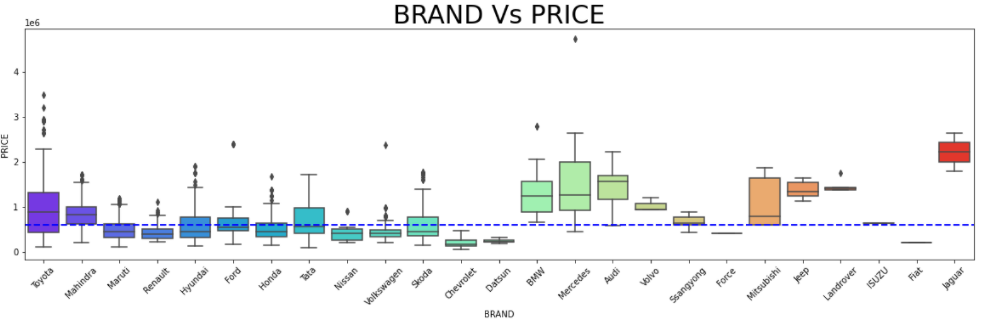 BRAND Vs PRICE
1e6
4
3
2
1
0
PRICE
Toyota
Mahindra
Maruti
Renault
Hyundai
Ford
Honda
Tata
Nissan
Volkswagen
Skoda
Chevrolet
Datsun
BMW
Mercedes
Audi
Volvo
Ssangyong
Force
Mitsubishi
Jeep
Landrover
ISUZU
Fiat
Jaguar
BRAND